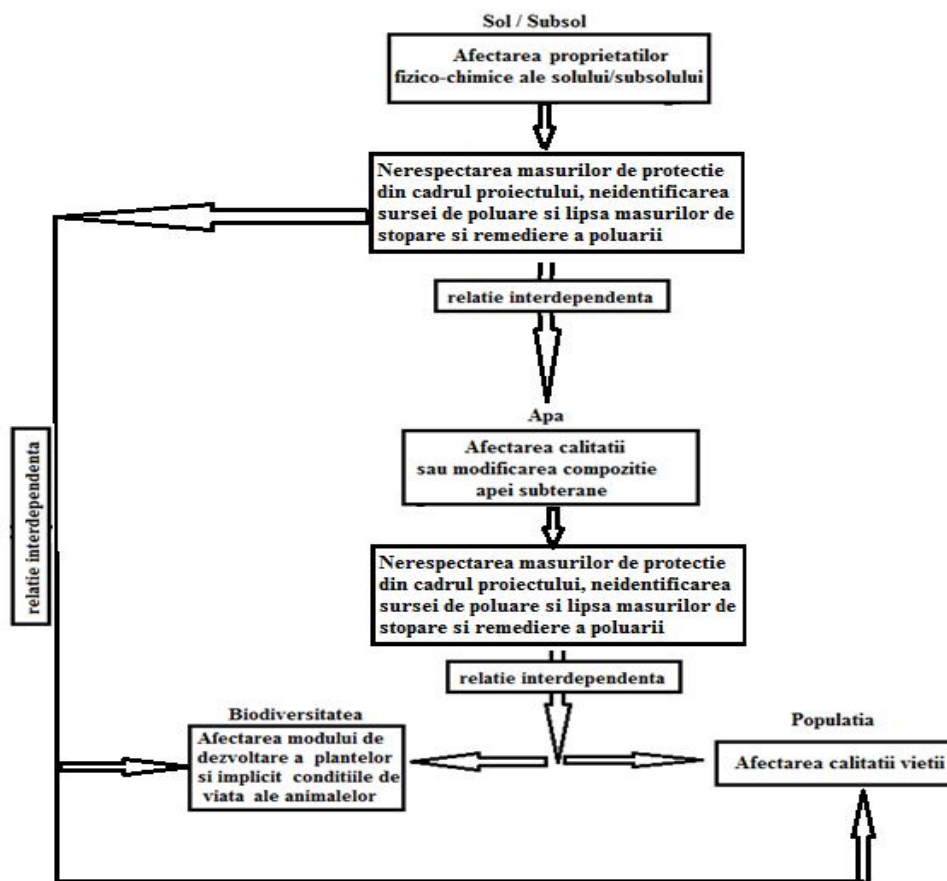 Sol / Subsol
Afectarea proprietatilor
fizico-chimice ale solului/subsolului
Nerespectarea masurilor de protectie
din cadrul proiectului, neidentificarea
sursei de poluare si lipsa masurilor de
stopare si remediere a poluarii
relatie interdependenta
Apa
Afectarea calitatii
sau modificarea compozitie
apei subterane
relatie interdependenta
Nerespectarea masurilor de protectie
din cadrul proiectului, neidentificarea
sursei de poluare si lipsa masurilor de
stopare si remediere a poluarii
relatie interdependenta
Biodiversitatea
Afectarea modului de
dezvoltare a plantelor
si implicit conditiile de
viata ale animalelor
Populatia
Afectarea calitatii vietii